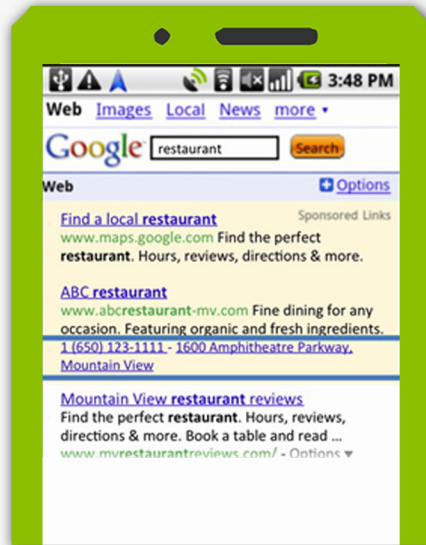 3:48 PM
Web Images Local News more
Google restaurant Search
Web Options
Find a local restaurant Sponsored Links
www.maps.google.com Find the perfect
restaurant. Hours, reviews, directions & more.
ABC restaurant
www.abcrestaurant-mv.com Fine dining for any
occasion. Featuring organic and fresh ingredients.
1 (650) 123-1111 - 1600 Amphitheatre Parkway,
Mountain View
Mountain View restaurant reviews
Find the perfect restaurant. Hours, reviews,
directions & more. Book a table and read ...
www.myrestaurantreviews.com/ - Options ▼